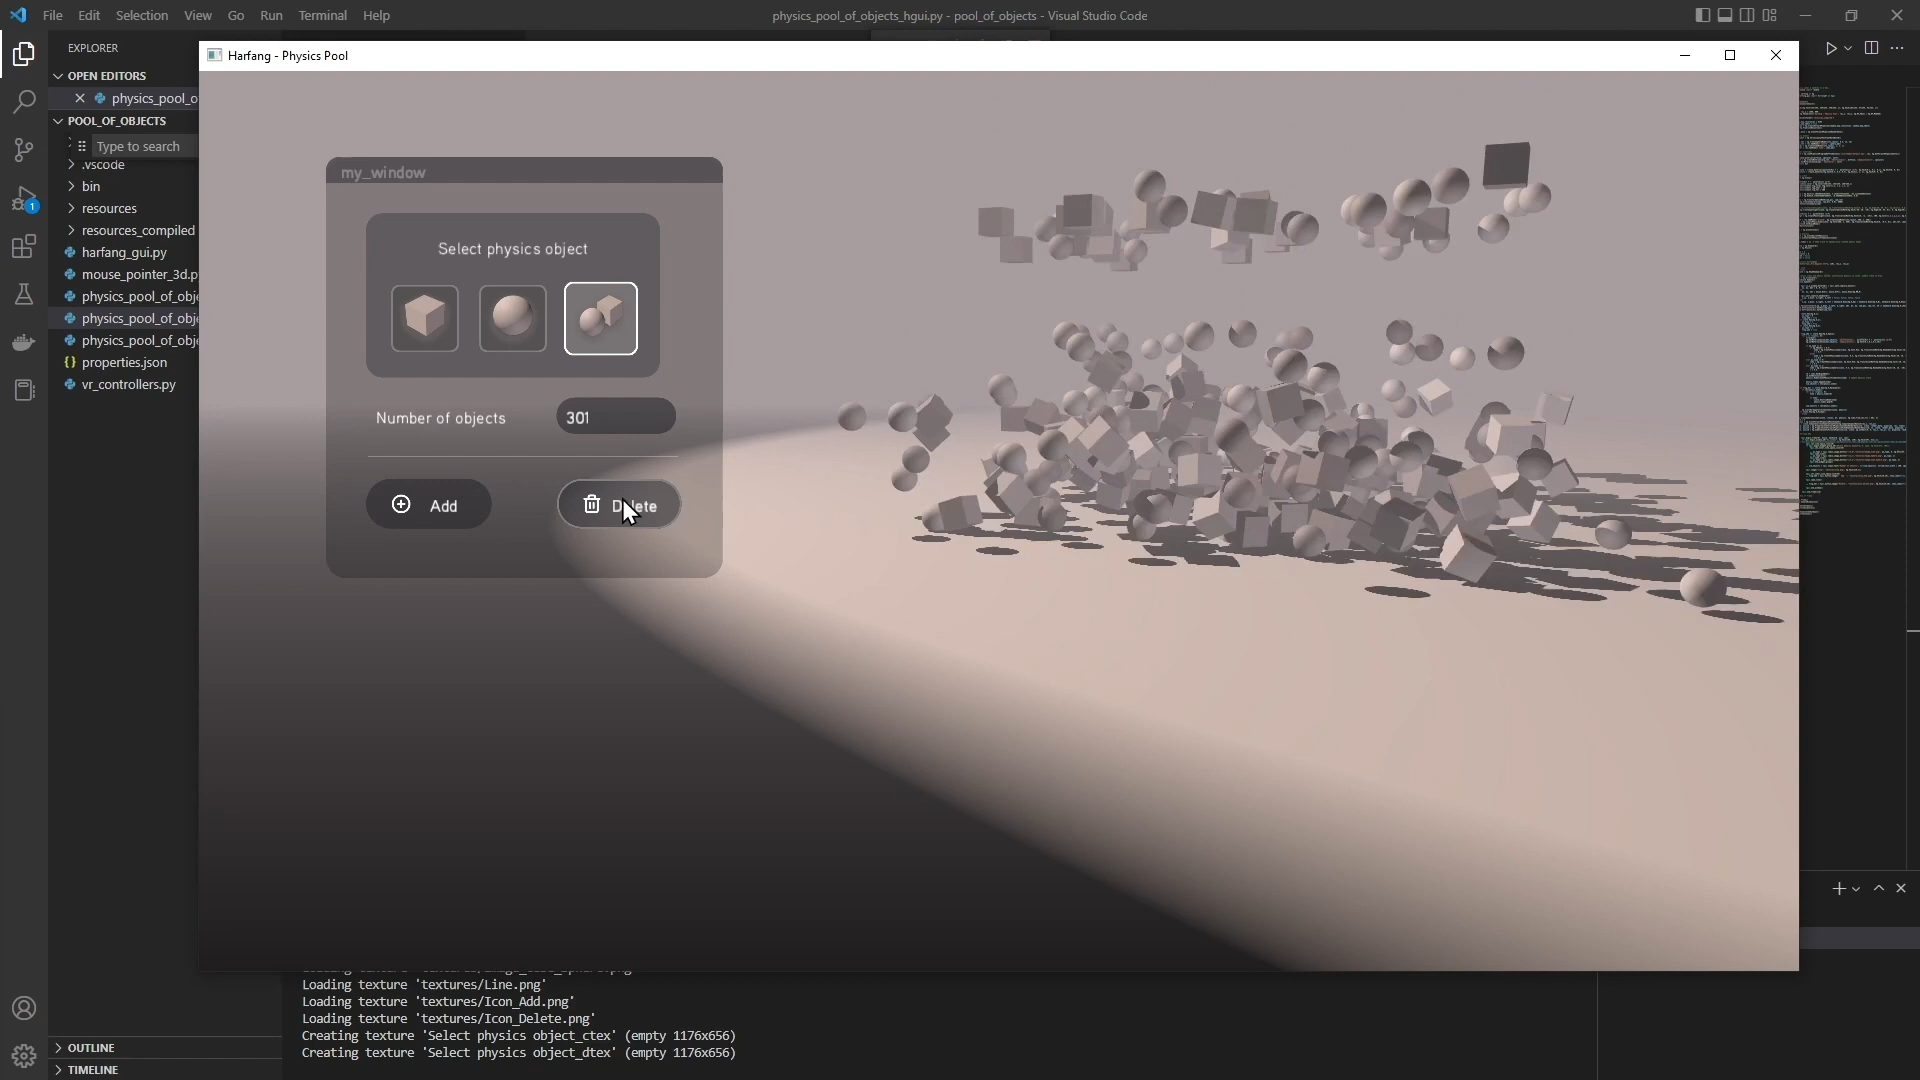 File Edit Selection View Go Run Terminal Help
physics_pool_of_objects_hgui.py - pool_of_objects - Visual Studio Code
EXPLORER
OPEN EDITORS
physics_pool_o
POOL_OF_OBJECTS
Type to search
.vscode
bin
resources
resources_compiled
harfang_gui.py
mouse_pointer_3d.p
physics_pool_of_obje
physics_pool_of_obje
physics_pool_of_obje
properties.json
vr_controllers.py
1
OUTLINE
TIMELINE
Harfang - Physics Pool
my_window
Select physics object
Number of objects 301
Add
Delete
Loading texture 'textures/Line.png'
Loading texture 'textures/Icon_Add.png'
Loading texture 'textures/Icon_Delete.png'
Creating texture 'Select physics object_ctex' (empty 1176x656)
Creating texture 'Select physics object_dtex' (empty 1176x656)